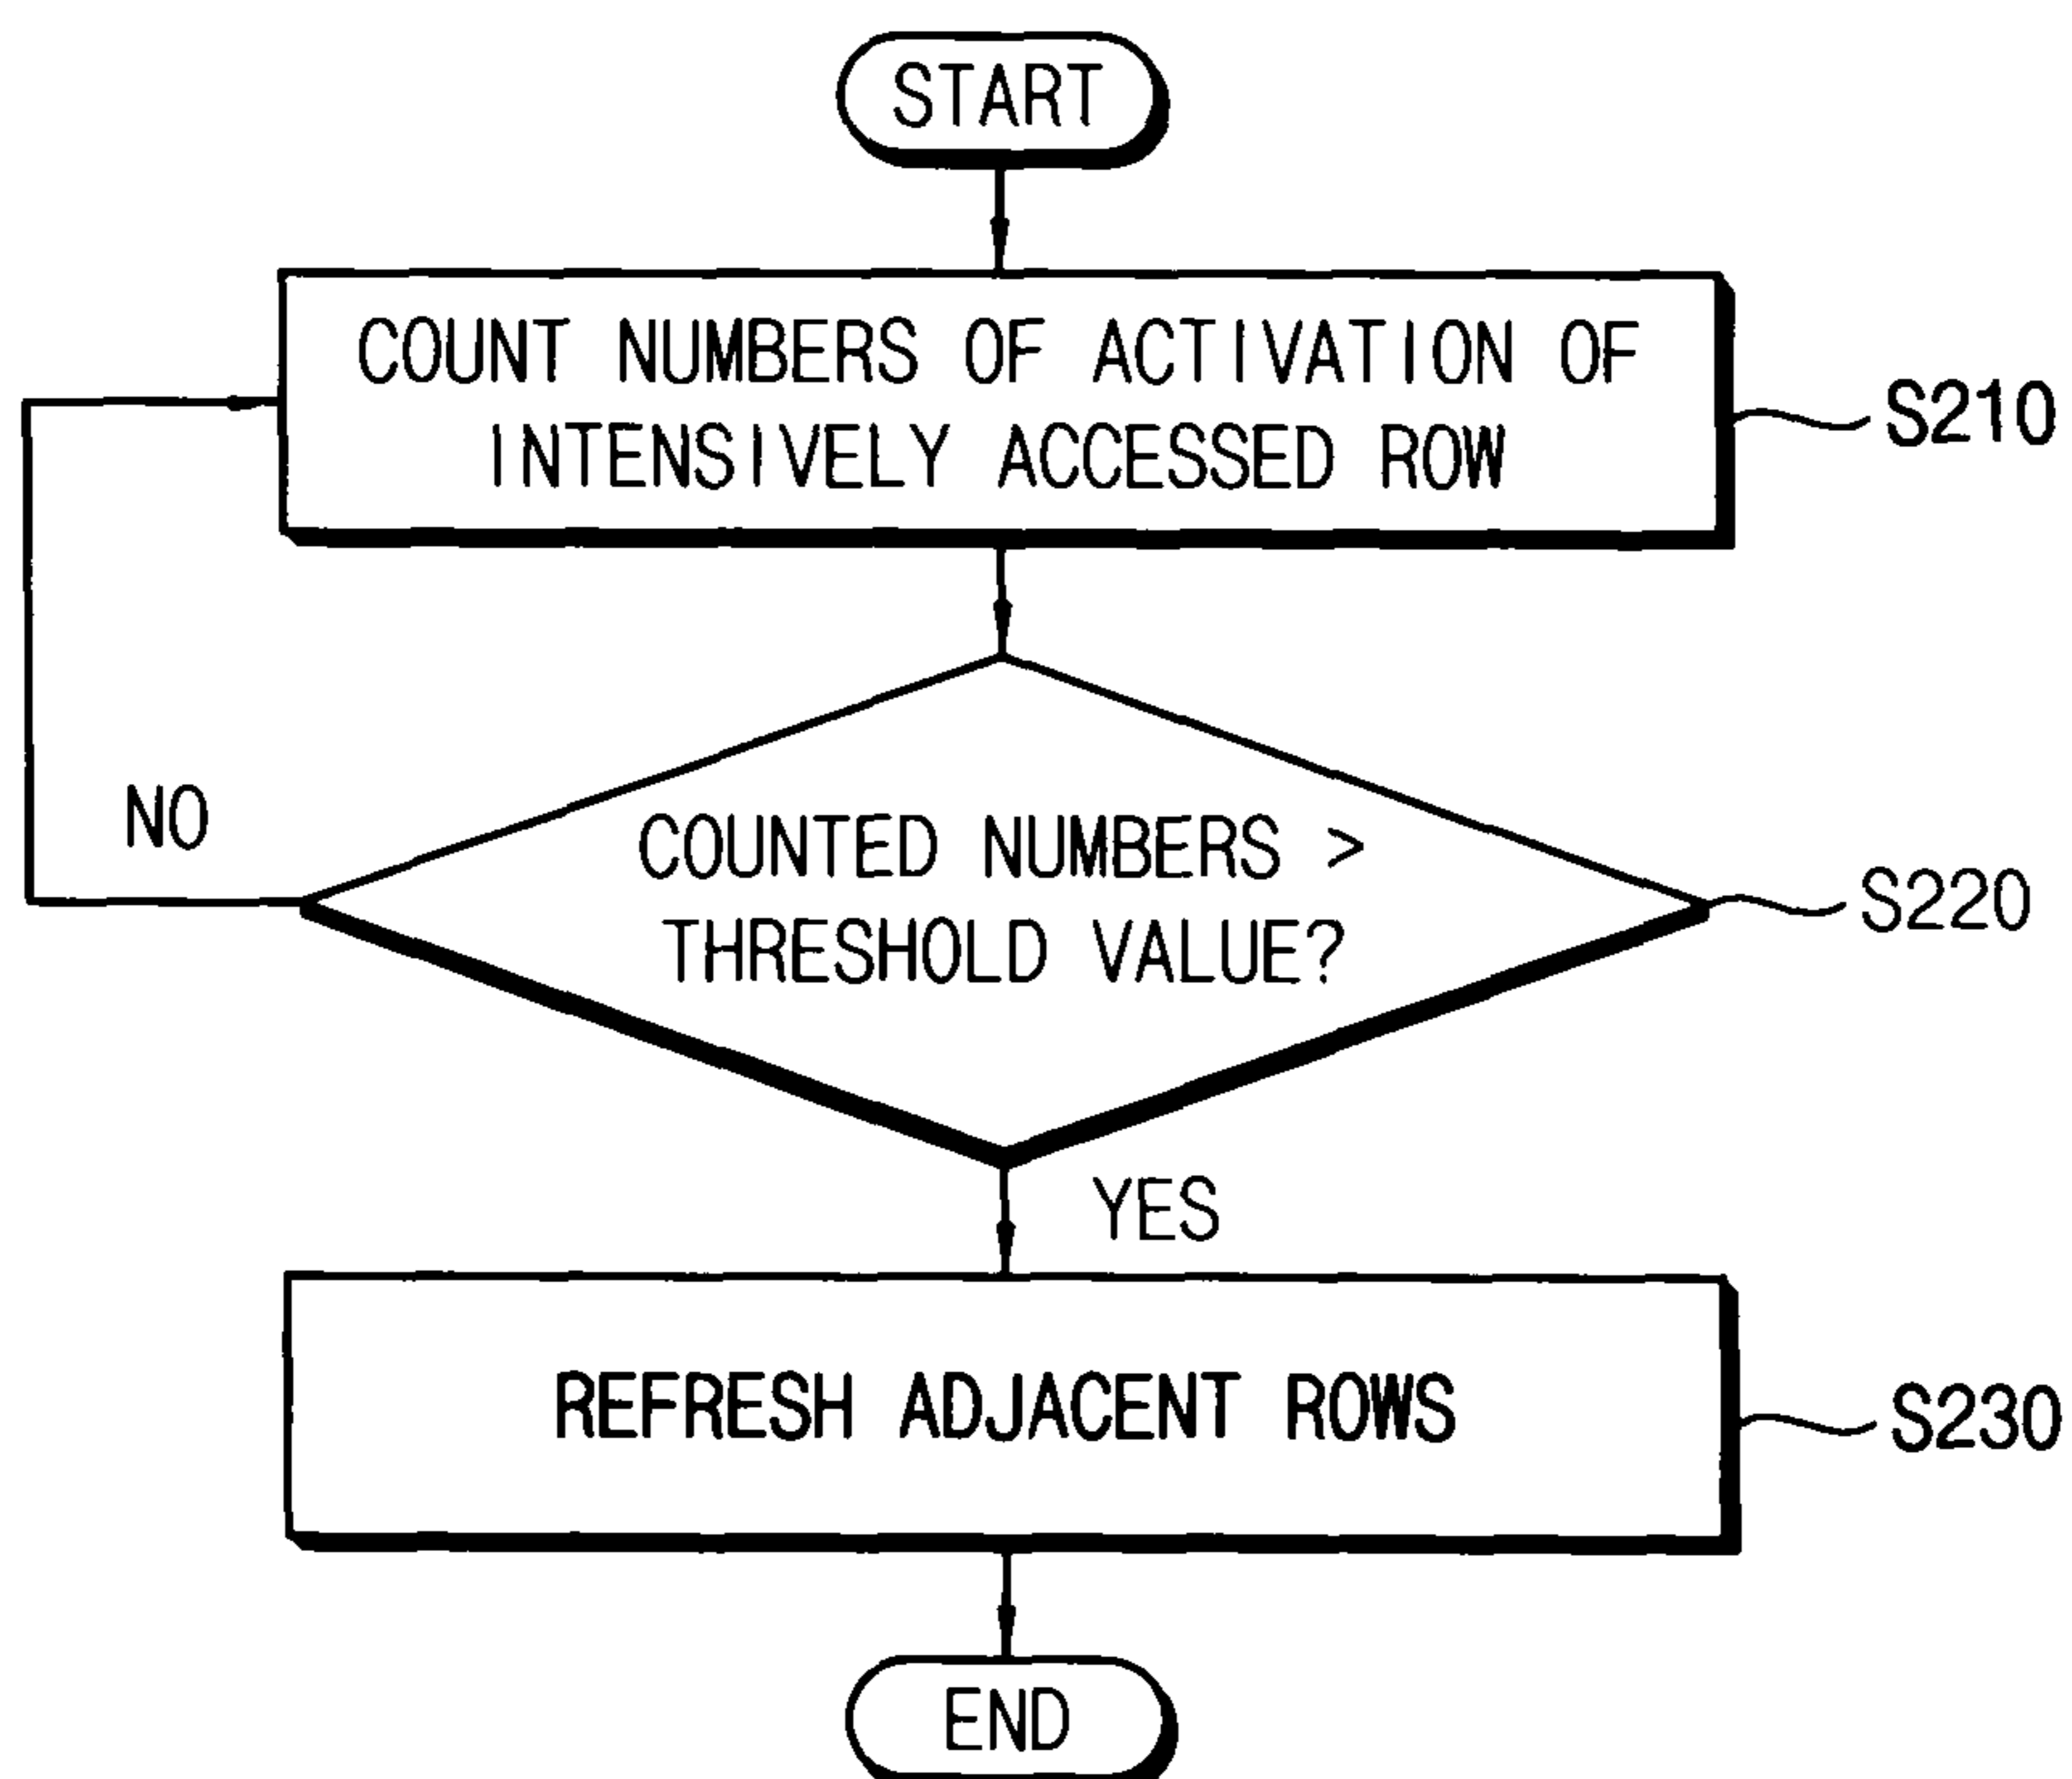 START
COUNT NUMBERS OF ACTIVATION OF
INTENSIVELY ACCESSED ROW
S210
NO
COUNTED NUMBERS >
THRESHOLD VALUE?
S220
YES
REFRESH ADJACENT ROWS
S230
END